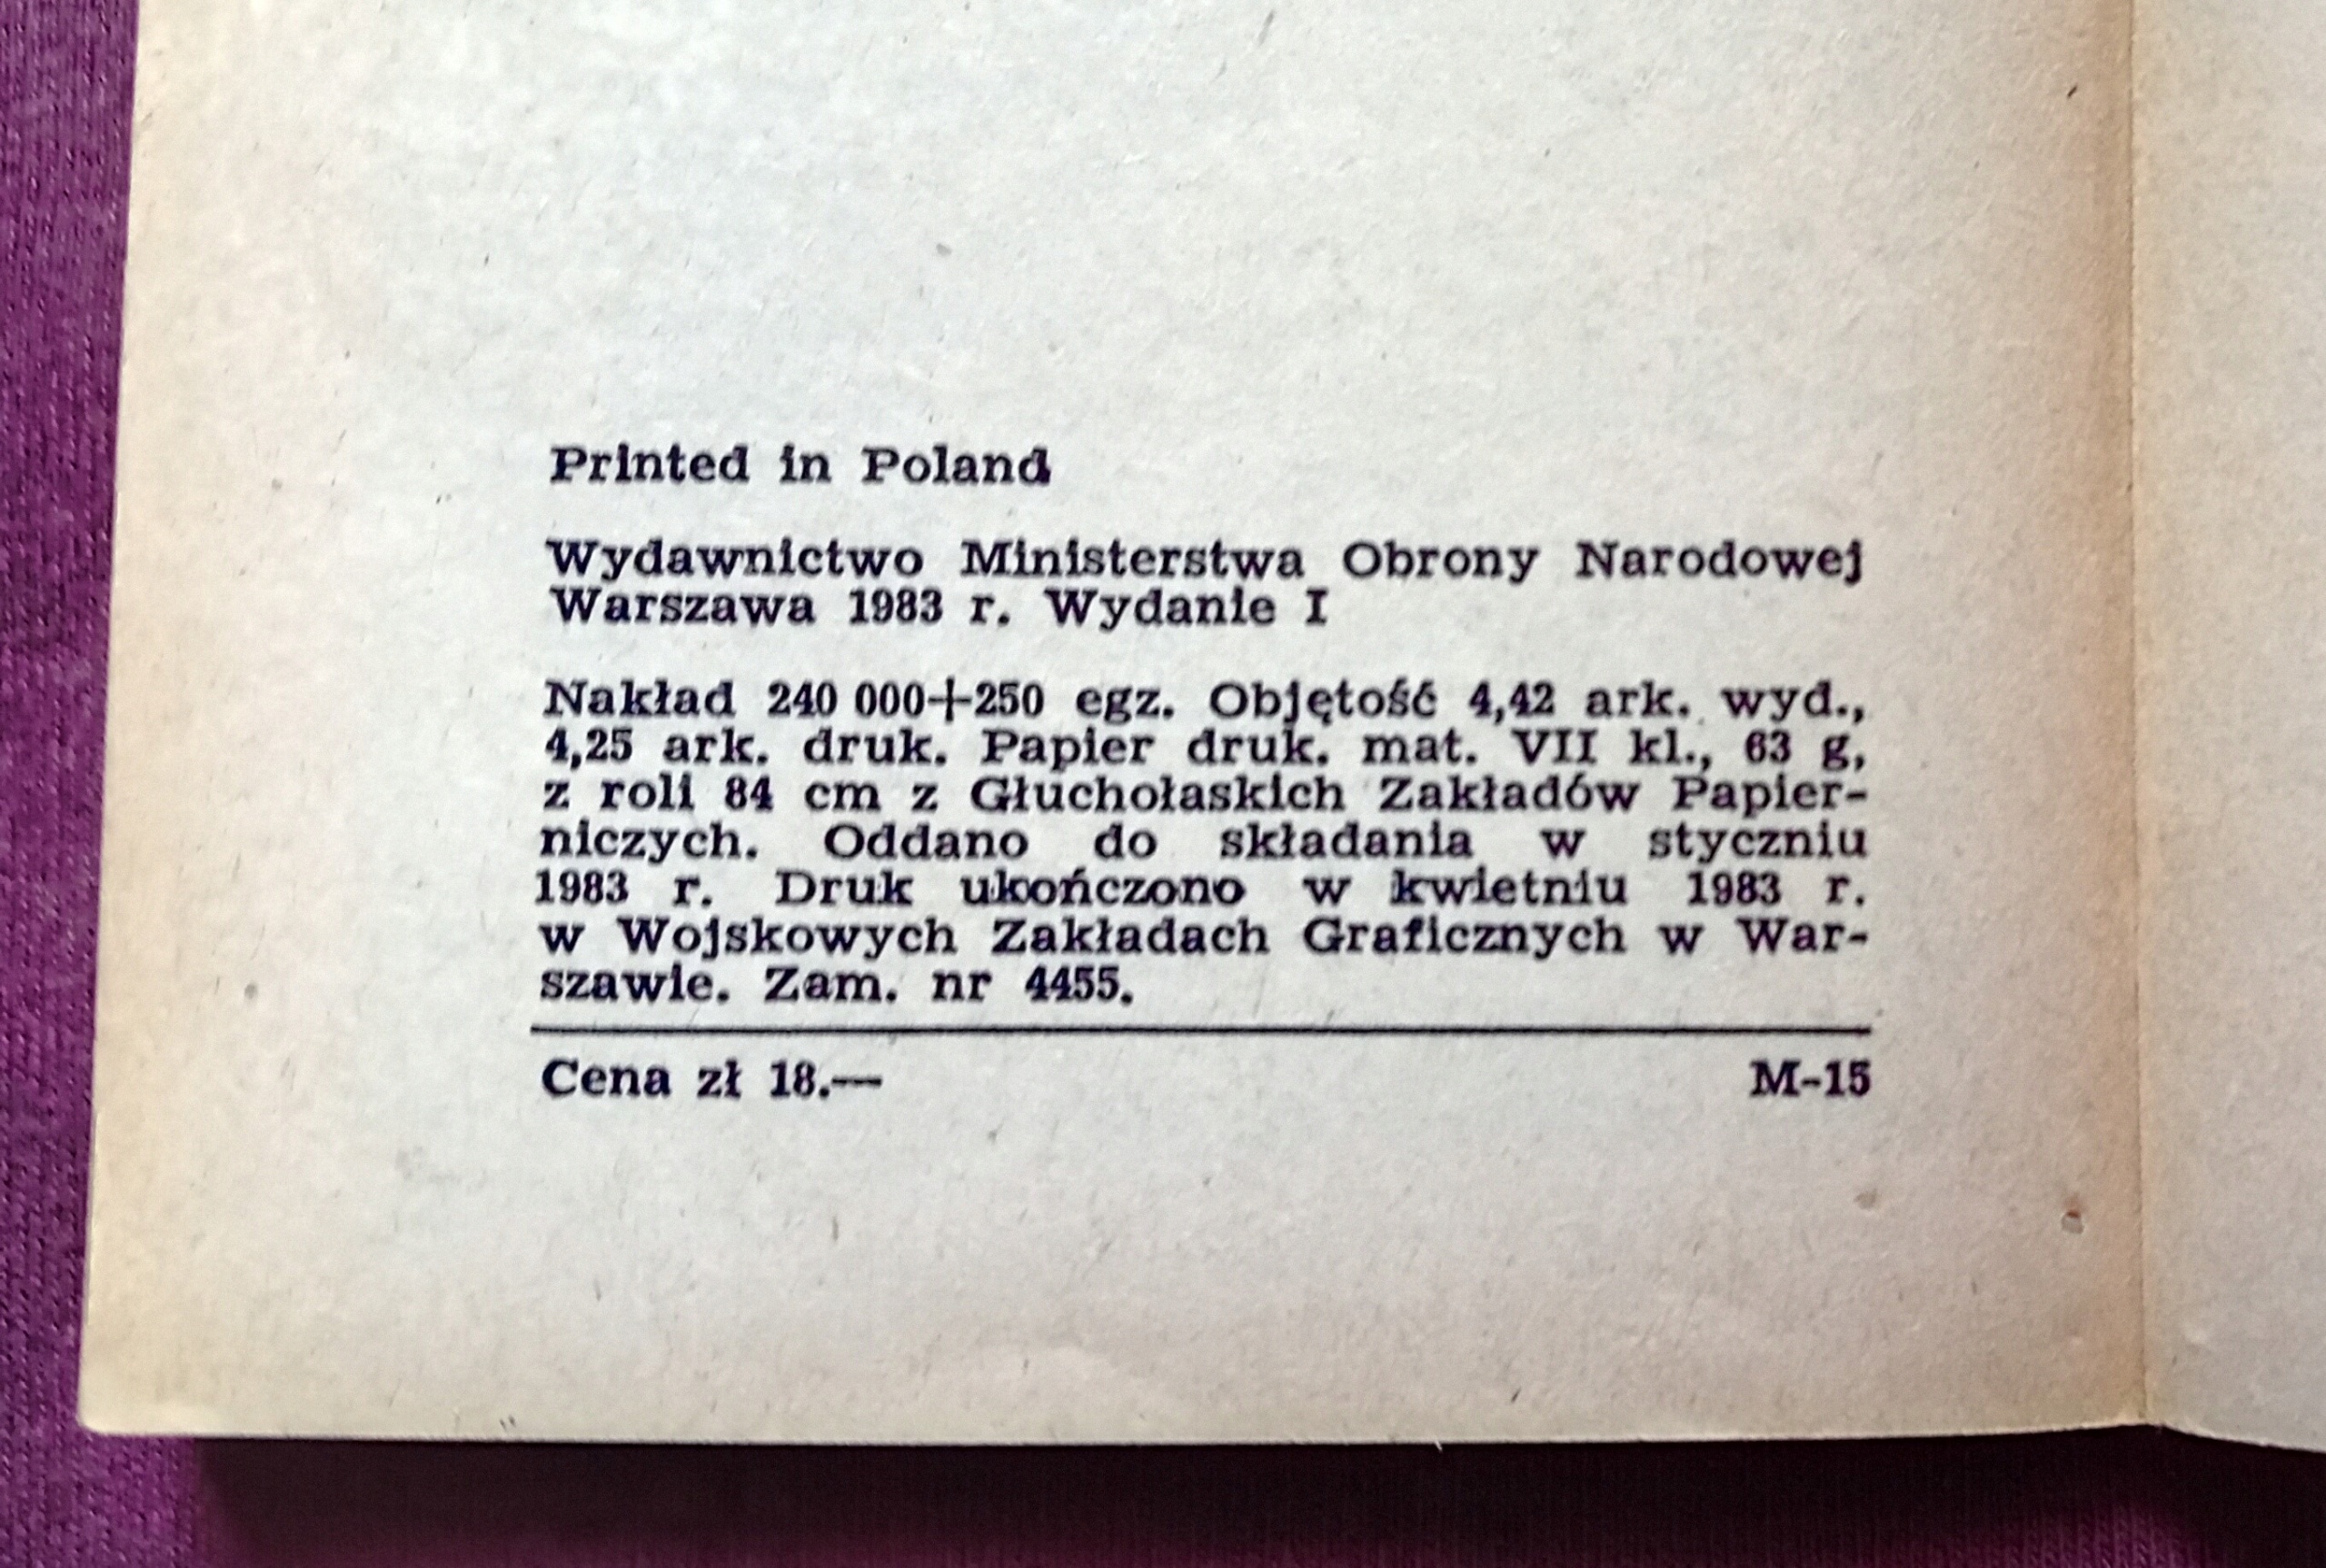 Printed in Poland
Wydawnictwo Ministerstwa Obrony Narodowej
Warszawa 1983 r. Wydanie I
Nakład 240 000+250 egz. Objętość 4,42 ark. wyd.,
4,25 ark. druk. Papier druk. mat. VII kl., 63 g,
z roli 84 cm z Głuchołaskich Zakładów Papier-
niczych. Oddano do składania w styczniu
1983 r. Druk ukończono w kwietniu 1983 r.
w Wojskowych Zakładach Graficznych w War-
szawie. Zam. nr 4455.
Cena zł 18.— M-15